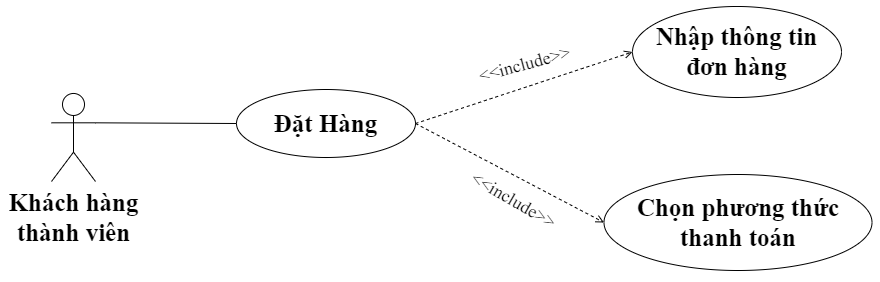 Nhập thông tin
đơn hàng
<<include>>
Đặt Hàng
<<include>>
Khách hàng
thành viên
Chọn phương thức
thanh toán